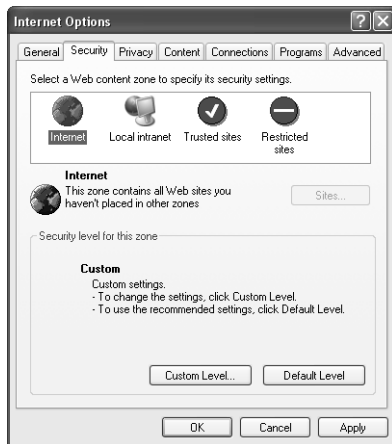 Internet Options
General Security Privacy Content Connections Programs Advanced
Select a Web content zone to specify its security settings.
Internet Local intranet Trusted sites Restricted
sites
Internet
This zone contains all Web sites you
haven't placed in other zones
Sites...
Security level for this zone
Custom
Custom settings.
- To change the settings, click Custom Level.
- To use the recommended settings, click Default Level.
Custom Level... Default Level
OK Cancel Apply